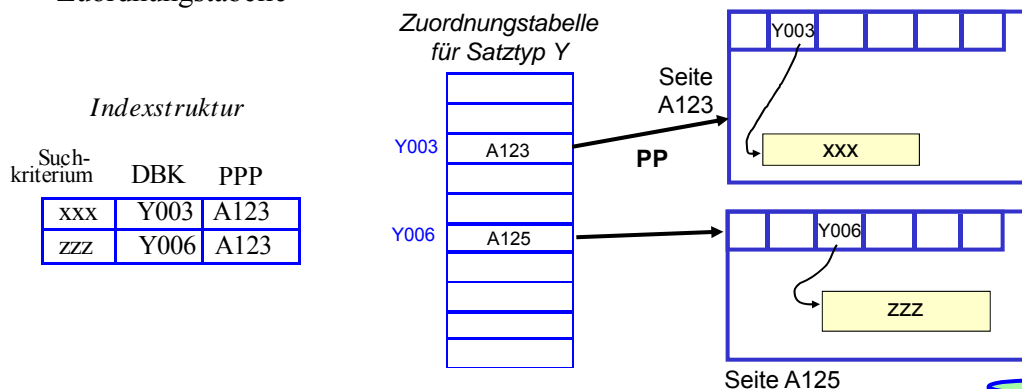 Zuordnungstabelle
Indexstruktur
Such-
kriterium DBK PPP
xxx Y003 A123
zzz Y006 A123
Zuordnungstabelle
für Satztyp Y
Y003 A123
Y006 A125
Seite
A123
PP
Y003
xxx
Y006
zzz
Seite A125